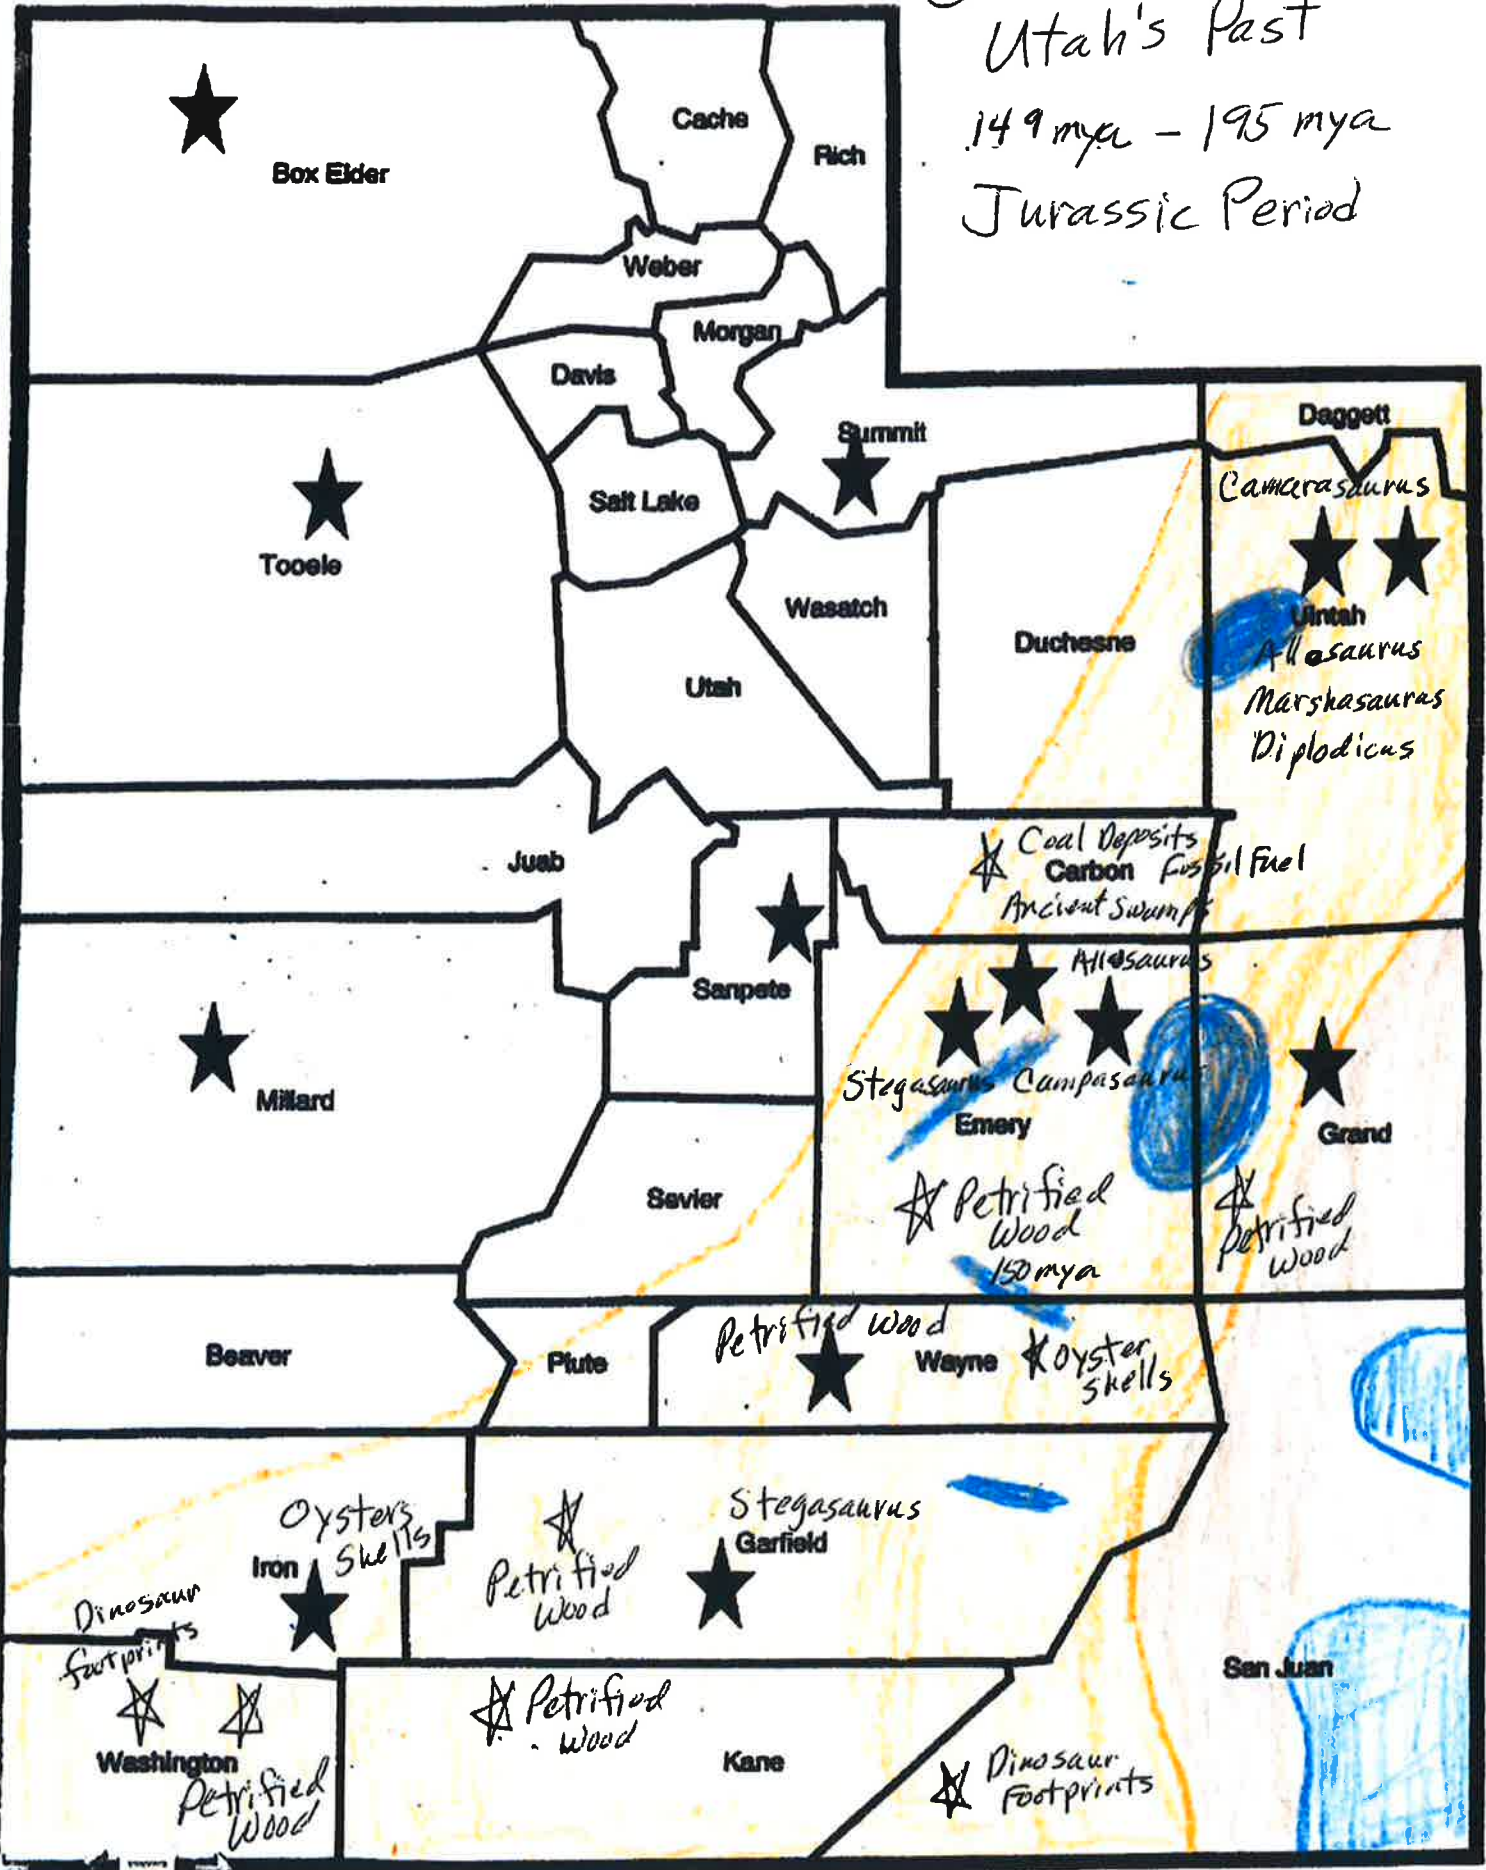 Utah's Past
149 mya - 195 mya
Jurassic Period
Cache
Rich
Box Elder
Weber
Morgan
Davis
Summit
Daggett
Camarasaurus
Salt Lake
Tooele
Wasatch
Duchesne
Uintah
Allosaurus
Marshasaurus
Diplodicus
Utah
Juab
Coal Deposits
Carbon Fossil Fuel
Ancient Swamps
Sanpete
Allosaurus
Stegasaurus Campasaurus
Emery
Millard
Grand
Sevier
Petrified
Wood
150 mya
Petrified
Wood
Beaver
Piute
Petrified Wood
Wayne
Oyster
Shells
Oysters
Shells
Iron
Stegasaurus
Garfield
Petrified
Wood
Dinosaur
footprints
San Juan
Petrified
Wood
Washington
Petrified
Wood
Kane
Dinosaur
Footprints